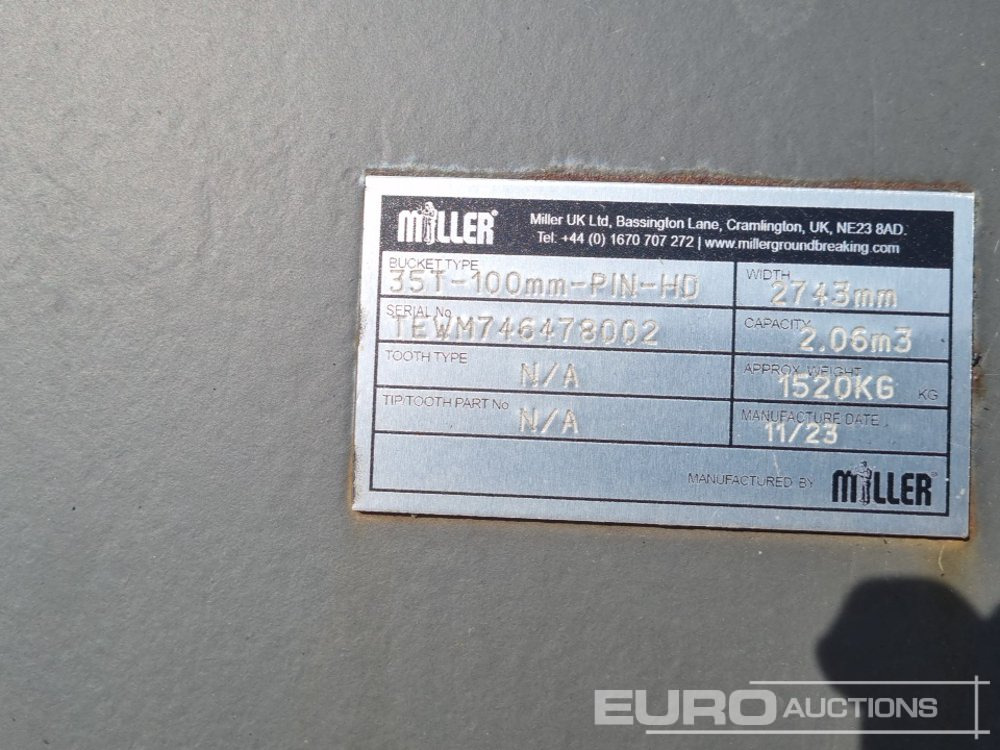 MILLER
Miller UK Ltd, Bassington Lane, Cramlington, UK, NE23 8AD.
Tel: +44 (0) 1670 707 272 | www.millergroundbreaking.com
BUCKET TYPE
35T-100mm-PIN-HD
WIDTH
2743mm
SERIAL No
TEWM746478002
CAPACITY
2.06m3
TOOTH TYPE
N/A
APPROX. WEIGHT
1520KG KG
TIP/TOOTH PART No
N/A
MANUFACTURE DATE
11/23
MANUFACTURED BY MILLER
EURO AUCTIONS